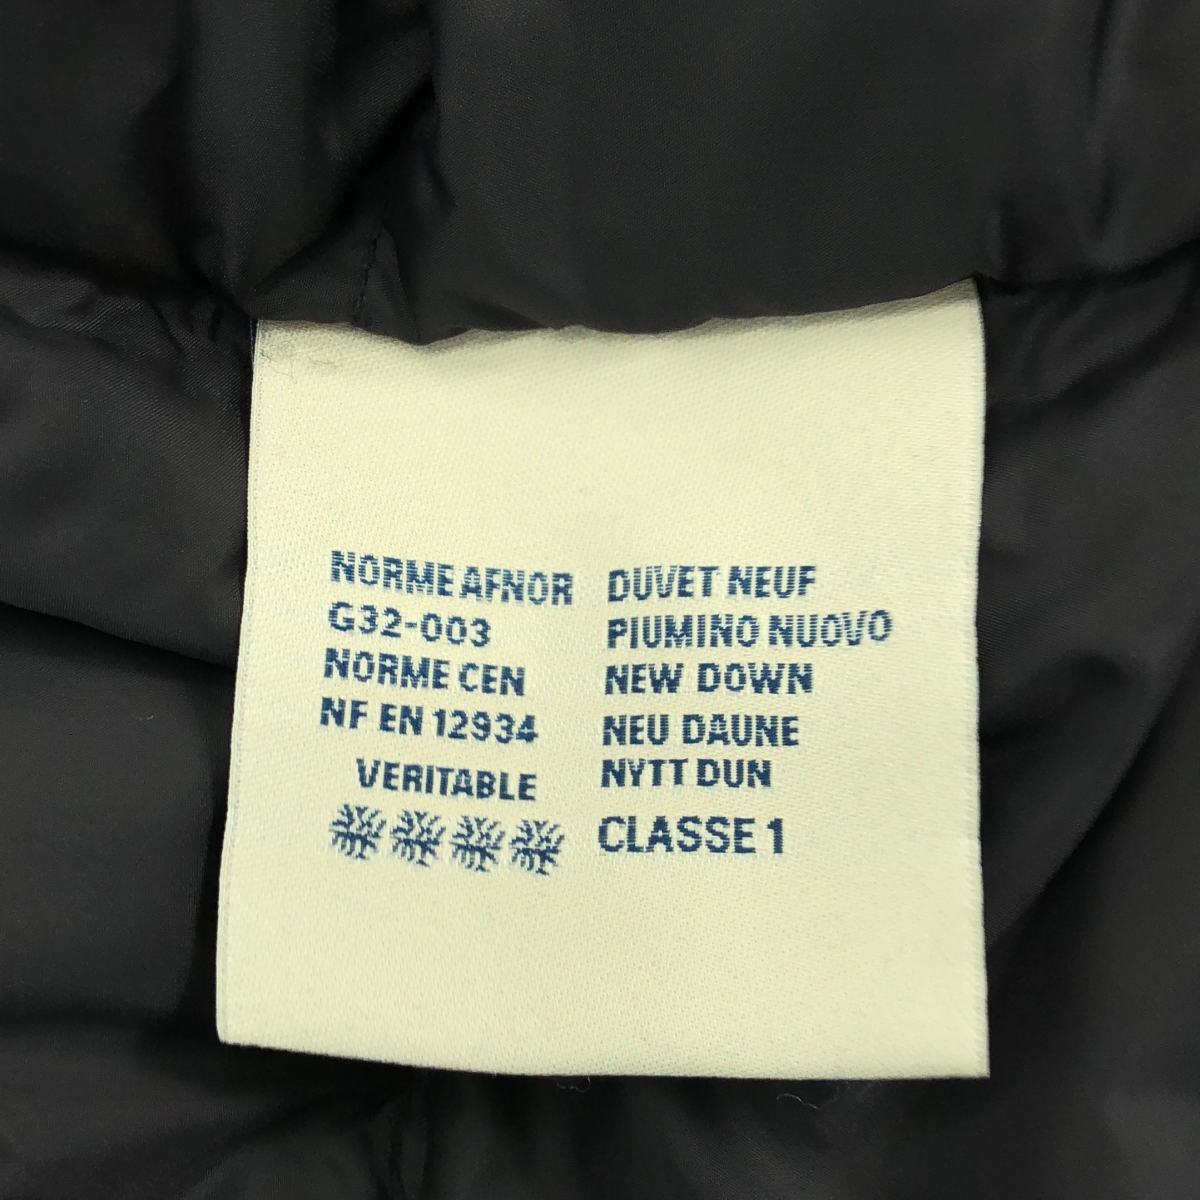 NORME AFNOR
G32-003
NORME CEN
NF EN 12934
VERITABLE
DUVET NEUF
PIUMINO NUOVO
NEW DOWN
NEU DAUNE
NYTT DUN
CLASSE 1